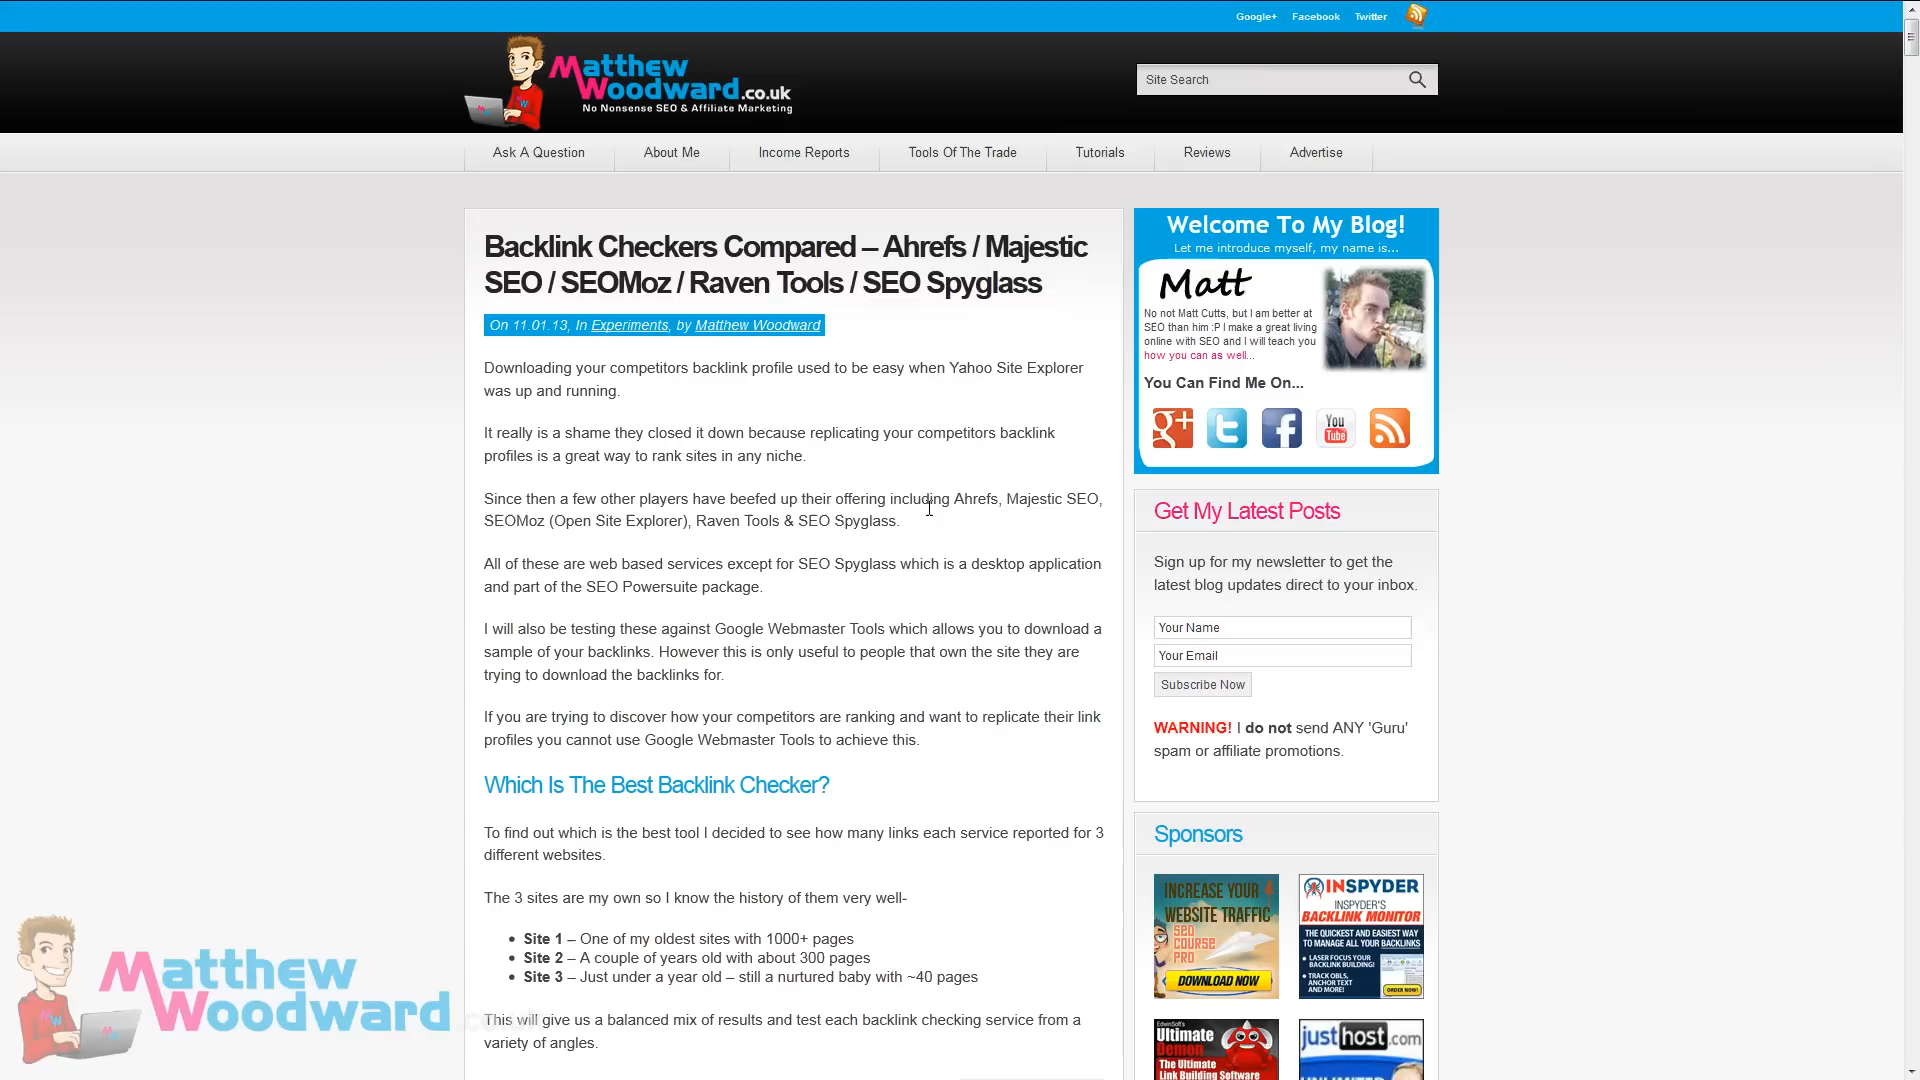 Google+ Facebook Twitter
Matthew
Woodward.co.uk
No Nonsense SEO & Affiliate Marketing
Site Search
Ask A Question About Me Income Reports Tools Of The Trade Tutorials Reviews Advertise
Backlink Checkers Compared – Ahrefs / Majestic
SEO / SEOMoz / Raven Tools / SEO Spyglass
On 11.01.13, In Experiments, by Matthew Woodward
Downloading your competitors backlink profile used to be easy when Yahoo Site Explorer
was up and running.
It really is a shame they closed it down because replicating your competitors backlink
profiles is a great way to rank sites in any niche.
Since then a few other players have beefed up their offering including Ahrefs, Majestic SEO,
SEOMoz (Open Site Explorer), Raven Tools & SEO Spyglass.
All of these are web based services except for SEO Spyglass which is a desktop application
and part of the SEO Powersuite package.
I will also be testing these against Google Webmaster Tools which allows you to download a
sample of your backlinks. However this is only useful to people that own the site they are
trying to download the backlinks for.
If you are trying to discover how your competitors are ranking and want to replicate their link
profiles you cannot use Google Webmaster Tools to achieve this.
Which Is The Best Backlink Checker?
To find out which is the best tool I decided to see how many links each service reported for 3
different websites.
The 3 sites are my own so I know the history of them very well-
• Site 1 – One of my oldest sites with 1000+ pages
• Site 2 – A couple of years old with about 300 pages
• Site 3 – Just under a year old – still a nurtured baby with ~40 pages
This will give us a balanced mix of results and test each backlink checking service from a
variety of angles.
Welcome To My Blog!
Let me introduce myself, my name is...
Matt
No not Matt Cutts, but I am better at
SEO than him :P I make a great living
online with SEO and I will teach you
how you can as well...
You Can Find Me On...
g+
t
f
You
Tube
Get My Latest Posts
Sign up for my newsletter to get the
latest blog updates direct to your inbox.
Your Name
Your Email
Subscribe Now
WARNING! I do not send ANY 'Guru'
spam or affiliate promotions.
Sponsors
INCREASE YOUR
WEBSITE TRAFFIC
SEO
COURSE
PRO
DOWNLOAD NOW
INSPYDER
INSPYDER'S
BACKLINK MONITOR
THE QUICKEST AND EASIEST WAY
TO MANAGE ALL YOUR BACKLINKS
• LASER FOCUS YOUR
BACKLINK BUILDING!
• TRACK OBLS,
ANCHOR TEXT
AND MORE!
ORDER NOW!
EdwinSoft's
Ultimate
Demon
The Ultimate
Link Building Software
justhost.com
UNLIMITED
Matthew
Woodward